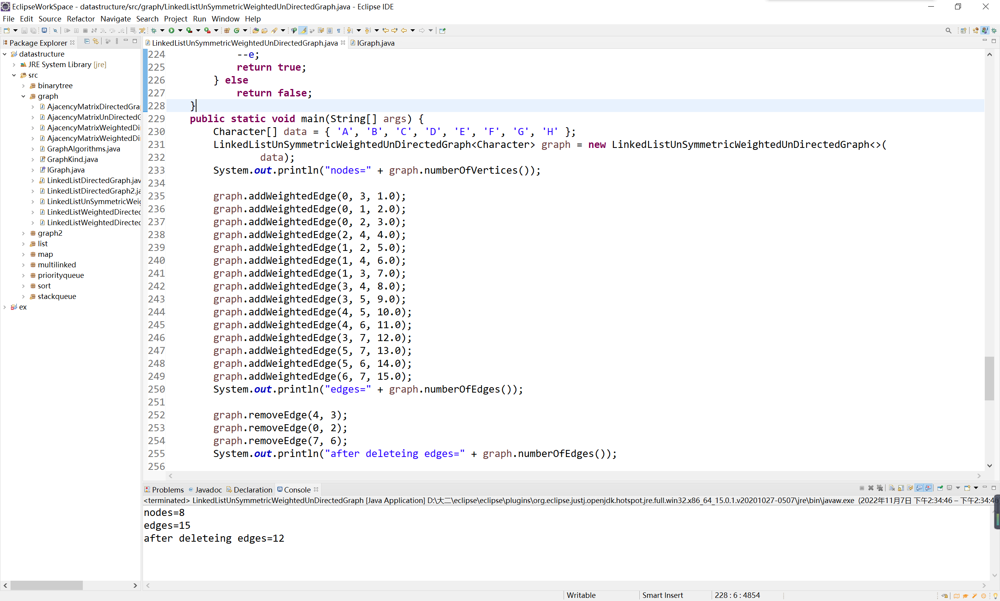 EclipseWorkSpace - datastructure/src/graph/LinkedListUnSymmetricWeightedUnDirectedGraph.java - Eclipse IDE
File Edit Source Refactor Navigate Search Project Run Window Help
Package Explorer
datastructure
JRE System Library [jre]
src
binarytree
graph
AjacencyMatrixDirectedGra
AjacencyMatrixUnDirectedG
AjacencyMatrixWeightedDi
AjacencyMatrixWeightedDi
GraphAlgorithms.java
GraphKind.java
IGraph.java
LinkedListDirectedGraph.jav
LinkedListDirectedGraph2.ja
LinkedListUnSymmetricWei
LinkedListWeightedDirected
LinkedListWeightedDirected
graph2
list
map
multilinked
priorityqueue
sort
stackqueue
ex
LinkedListUnSymmetricWeightedUnDirectedGraph.java IGraph.java
224 --e;
225 return true;
226 } else
227 return false;
228 }
229 public static void main(String[] args) {
230 Character[] data = { 'A', 'B', 'C', 'D', 'E', 'F', 'G', 'H' };
231 LinkedListUnSymmetricWeightedUnDirectedGraph<Character> graph = new LinkedListUnSymmetricWeightedUnDirectedGraph<>(
232 data);
233 System.out.println("nodes=" + graph.numberOfVertices());
234
235 graph.addWeightedEdge(0, 3, 1.0);
236 graph.addWeightedEdge(0, 1, 2.0);
237 graph.addWeightedEdge(0, 2, 3.0);
238 graph.addWeightedEdge(2, 4, 4.0);
239 graph.addWeightedEdge(1, 2, 5.0);
240 graph.addWeightedEdge(1, 4, 6.0);
241 graph.addWeightedEdge(1, 3, 7.0);
242 graph.addWeightedEdge(3, 4, 8.0);
243 graph.addWeightedEdge(3, 5, 9.0);
244 graph.addWeightedEdge(4, 5, 10.0);
245 graph.addWeightedEdge(4, 6, 11.0);
246 graph.addWeightedEdge(3, 7, 12.0);
247 graph.addWeightedEdge(5, 7, 13.0);
248 graph.addWeightedEdge(5, 6, 14.0);
249 graph.addWeightedEdge(6, 7, 15.0);
250 System.out.println("edges=" + graph.numberOfEdges());
251
252 graph.removeEdge(4, 3);
253 graph.removeEdge(0, 2);
254 graph.removeEdge(7, 6);
255 System.out.println("after deleteing edges=" + graph.numberOfEdges());
256
Problems Javadoc Declaration Console
<terminated> LinkedListUnSymmetricWeightedUnDirectedGraph [Java Application] D:\大二\eclipse\eclipse\plugins\org.eclipse.justj.openjdk.hotspot.jre.full.win32.x86_64_15.0.1.v20201027-0507\jre\bin\javaw.exe (2022年11月7日 下午2:34:46 – 下午2:34:46
nodes=8
edges=15
after deleteing edges=12
Writable Smart Insert 228 : 6 : 4854